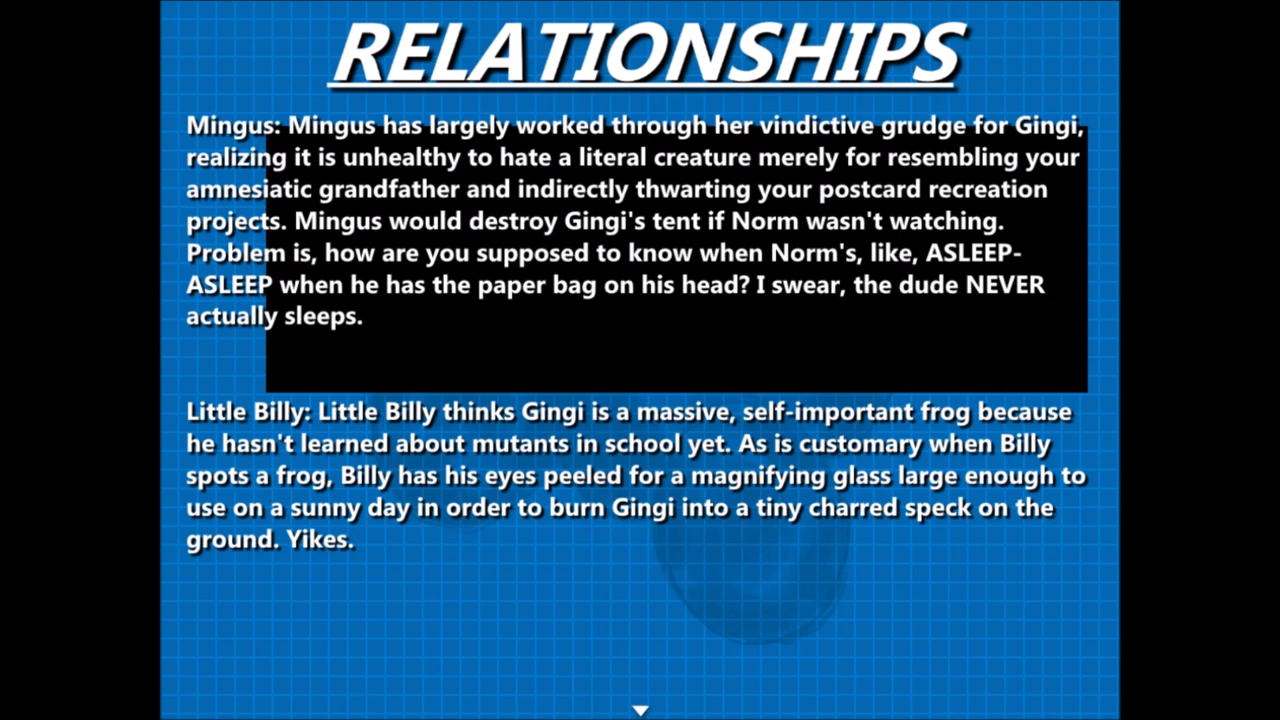 RELATIONSHIPS
Mingus: Mingus has largely worked through her vindictive grudge for Gingi,
realizing it is unhealthy to hate a literal creature merely for resembling your
amnesiatic grandfather and indirectly thwarting your postcard recreation
projects. Mingus would destroy Gingi's tent if Norm wasn't watching.
Problem is, how are you supposed to know when Norm's, like, ASLEEP-
ASLEEP when he has the paper bag on his head? I swear, the dude NEVER
actually sleeps.
Little Billy: Little Billy thinks Gingi is a massive, self-important frog because
he hasn't learned about mutants in school yet. As is customary when Billy
spots a frog, Billy has his eyes peeled for a magnifying glass large enough to
use on a sunny day in order to burn Gingi into a tiny charred speck on the
ground. Yikes.